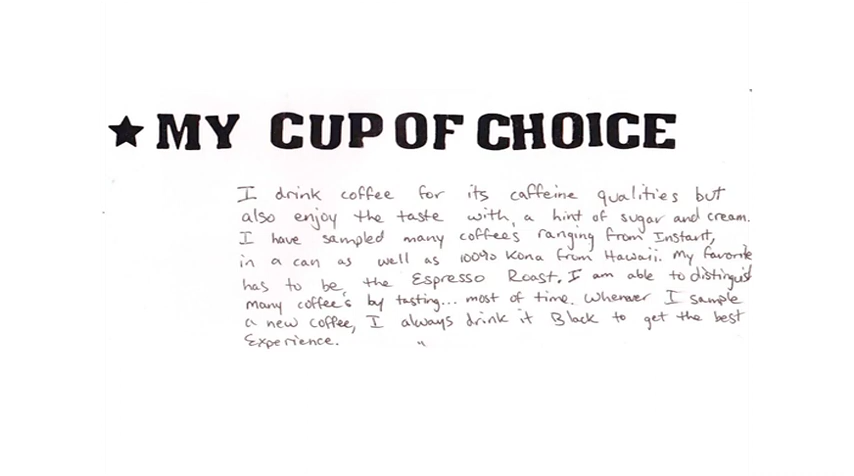 ★ MY CUP OF CHOICE
I drink coffee for its caffeine qualities but
also enjoy the taste with, a hint of sugar and cream.
I have sampled many coffees ranging from Instant,
in a can as well as 100% Kona from Hawaii. My favorite
has to be, the Espresso Roast. I am able to distinguish
many coffee's by tasting... most of time. Whenever I sample
a new coffee, I always drink it Black to get the best
Experience.